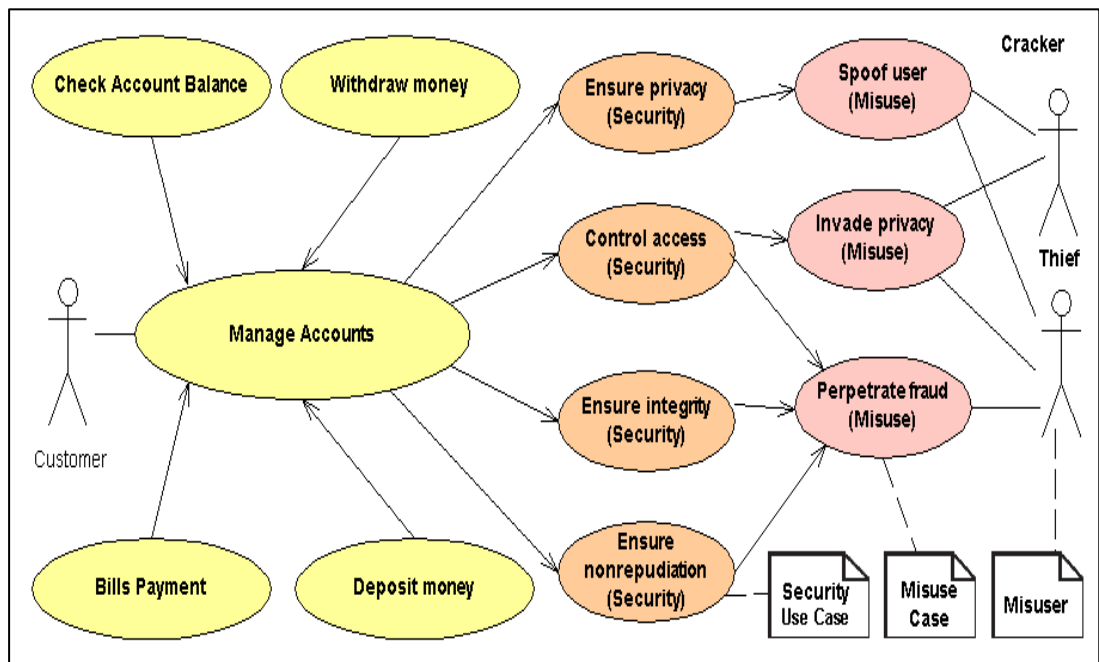 Check Account Balance
Withdraw money
Ensure privacy
(Security)
Spoof user
(Misuse)
Cracker
Control access
(Security)
Invade privacy
(Misuse)
Thief
Manage Accounts
Customer
Ensure integrity
(Security)
Perpetrate fraud
(Misuse)
Bills Payment
Deposit money
Ensure
nonrepudiation
(Security)
Security
Use Case
Misuse
Case
Misuser